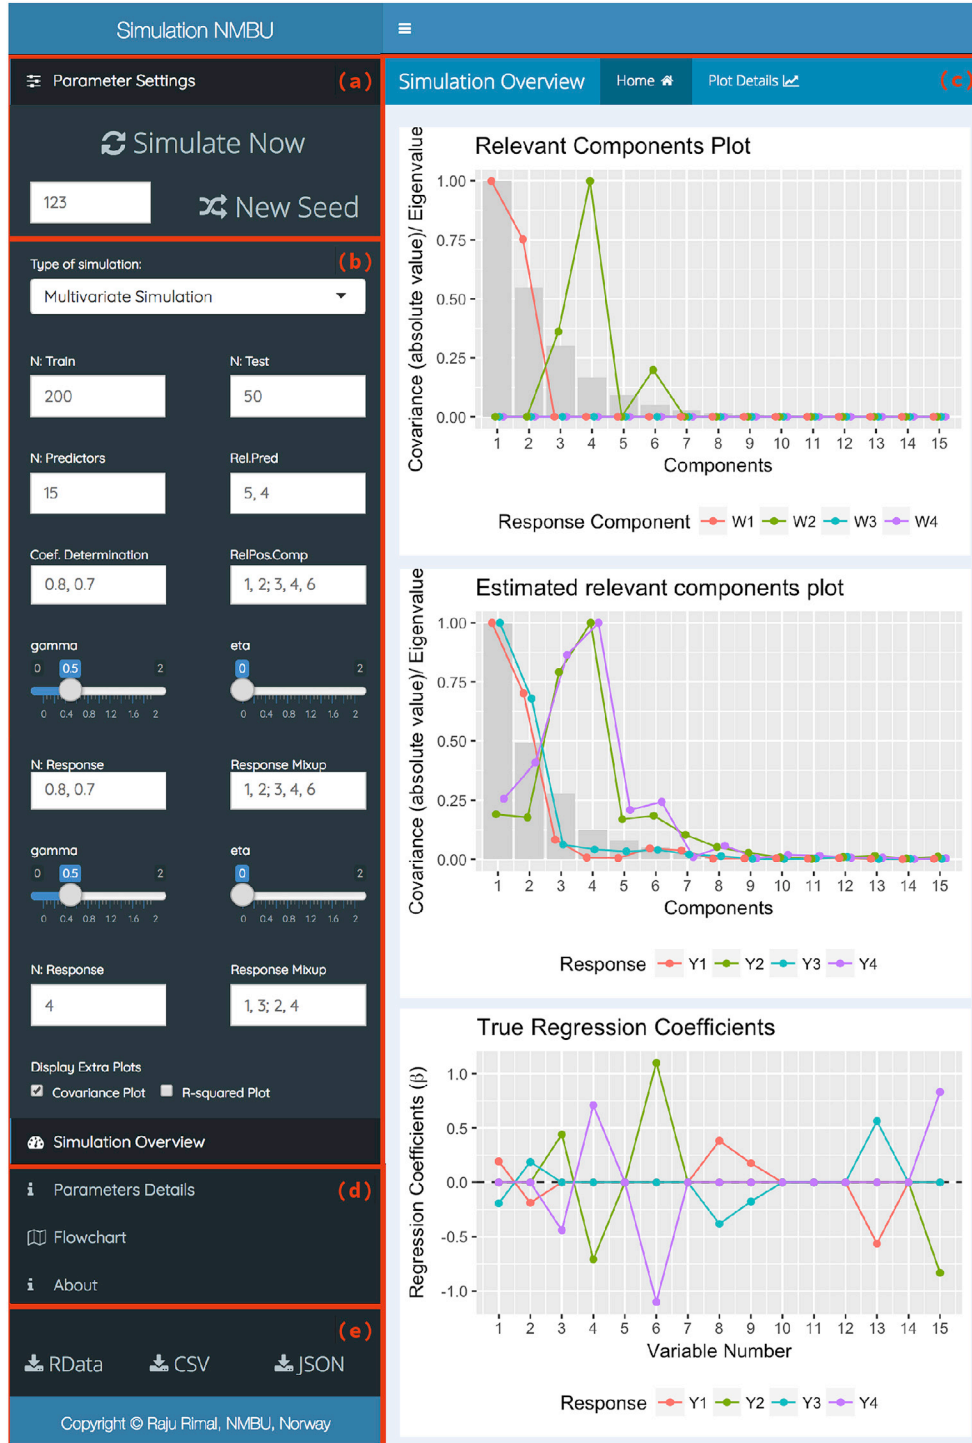 Simulation NMBU
Parameter Settings
(a)
Simulate Now
123
New Seed
(b)
Type of simulation:
Multivariate Simulation
N: Train
N: Test
200
50
N: Predictors
Rel.Pred
15
5, 4
Coef. Determination
RelPos.Comp
0.8, 0.7
1, 2; 3, 4, 6
gamma
eta
0 0.5 2
0 2
0 0.4 0.8 1.2 1.6 2
0 0.4 0.8 1.2 1.6 2
N: Response
Response Mixup
0.8, 0.7
1, 2; 3, 4, 6
gamma
eta
0 0.5 2
0 2
0 0.4 0.8 1.2 1.6 2
0 0.4 0.8 1.2 1.6 2
N: Response
Response Mixup
4
1, 3; 2, 4
Display Extra Plots
Covariance Plot
R-squared Plot
Simulation Overview
Parameters Details
(d)
Flowchart
About
(e)
RData
CSV
JSON
Copyright © Raju Rimal, NMBU, Norway
Simulation Overview
Home
Plot Details
(c)
Relevant Components Plot
Covariance (absolute value)/ Eigenvalue
1.00
0.75
0.50
0.25
0.00
1 2 3 4 5 6 7 8 9 10 11 12 13 14 15
Components
Response Component W1 W2 W3 W4
Estimated relevant components plot
Covariance (absolute value)/ Eigenvalue
1.00
0.75
0.50
0.25
0.00
1 2 3 4 5 6 7 8 9 10 11 12 13 14 15
Components
Response Y1 Y2 Y3 Y4
True Regression Coefficients
Regression Coefficients (β)
1.0
0.5
0.0
-0.5
-1.0
1 2 3 4 5 6 7 8 9 10 11 12 13 14 15
Variable Number
Response Y1 Y2 Y3 Y4